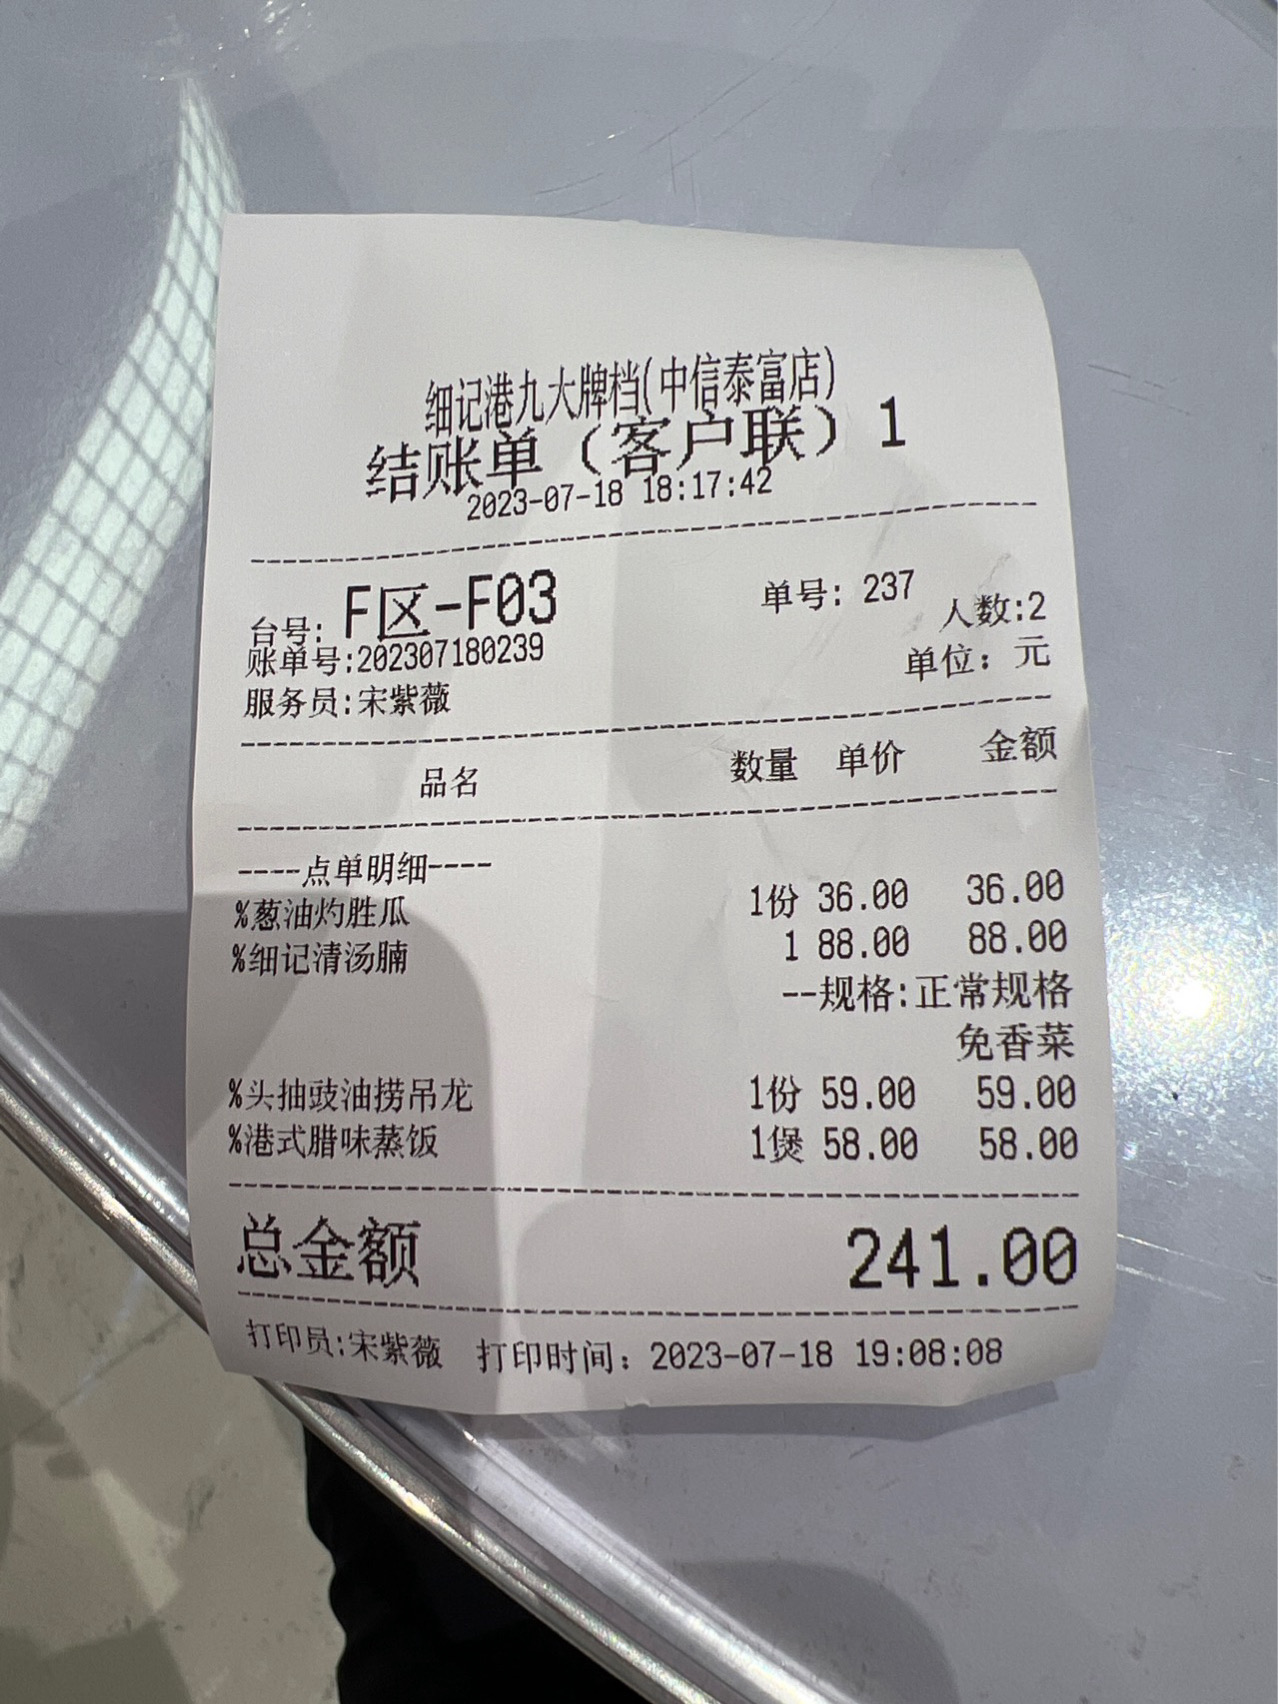 细记港九大牌档(中信泰富店)
结账单（客户联）1
2023-07-18 18:17:42
台号: F区-F03 单号: 237
人数:2
账单号:202307180239
单位: 元
服务员:宋紫薇
品名 数量 单价 金额
----点单明细----
%葱油灼胜瓜 1份 36.00 36.00
%细记清汤腩 1 88.00 88.00
--规格:正常规格
免香菜
%头抽豉油捞吊龙 1份 59.00 59.00
%港式腊味蒸饭 1煲 58.00 58.00
总金额 241.00
打印员:宋紫薇 打印时间: 2023-07-18 19:08:08